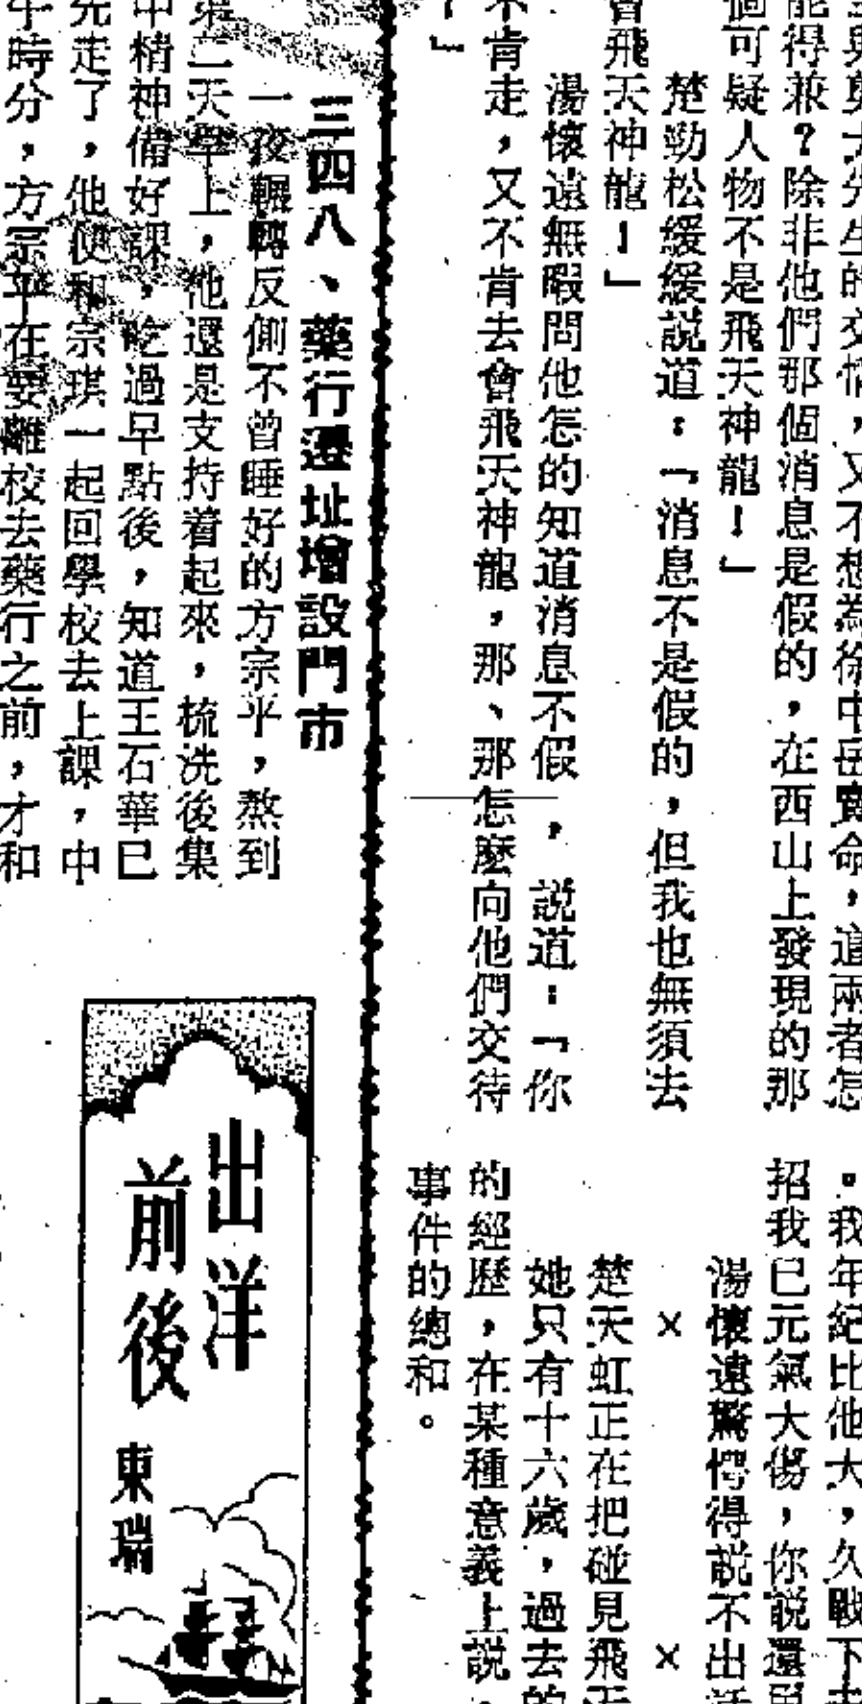 能得兼？除非他們那個消息是假的，在西山上發現的那
個可疑人物不是飛天神龍！」
楚勁松緩緩説道：「消息不是假的，但我也無須去
會飛天神龍！」
湯懷遠無暇問他怎的知道消息不假，説道：「你
不肯走，又不肯去會飛天神龍，那、那怎麽向他們交待
？」
。我年紀比他大，久戰下
招我已元氣大傷，你説還
湯懷遠驚愕得説不出話
× ×
楚天虹正在把碰見飛天
她只有十六歲，過去的
的經歷，在某種意義上説，
事件的總和。
三四八、藥行遷址增設門市
一夜輾轉反側不曾睡好的方宗平，熬到
第二天早上，他還是支持着起來，梳洗後集
中精神備好課，吃過早點後，知道王石華已
先走了，他便和宗琪一起回學校去上課，中
午時分，方宗平在要離校去藥行之前，才和
出洋
前後
東瑞